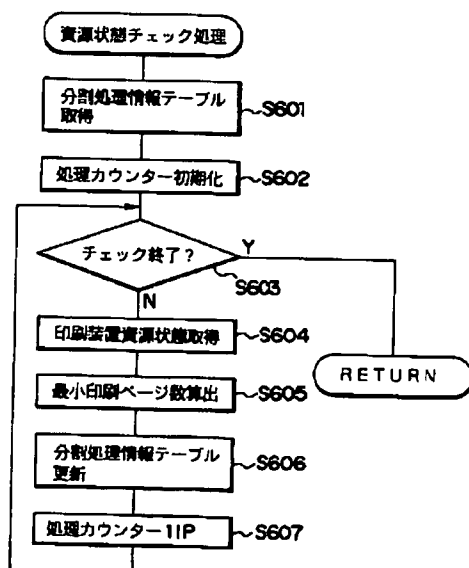 資源状態チェック処理
分割処理情報テーブル
取得
S601
処理カウンター初期化
S602
チェック終了?
Y
S603
N
印刷装置資源状態取得
S604
RETURN
最小印刷ページ数算出
S605
分割処理情報テーブル
更新
S606
処理カウンター1UP
S607